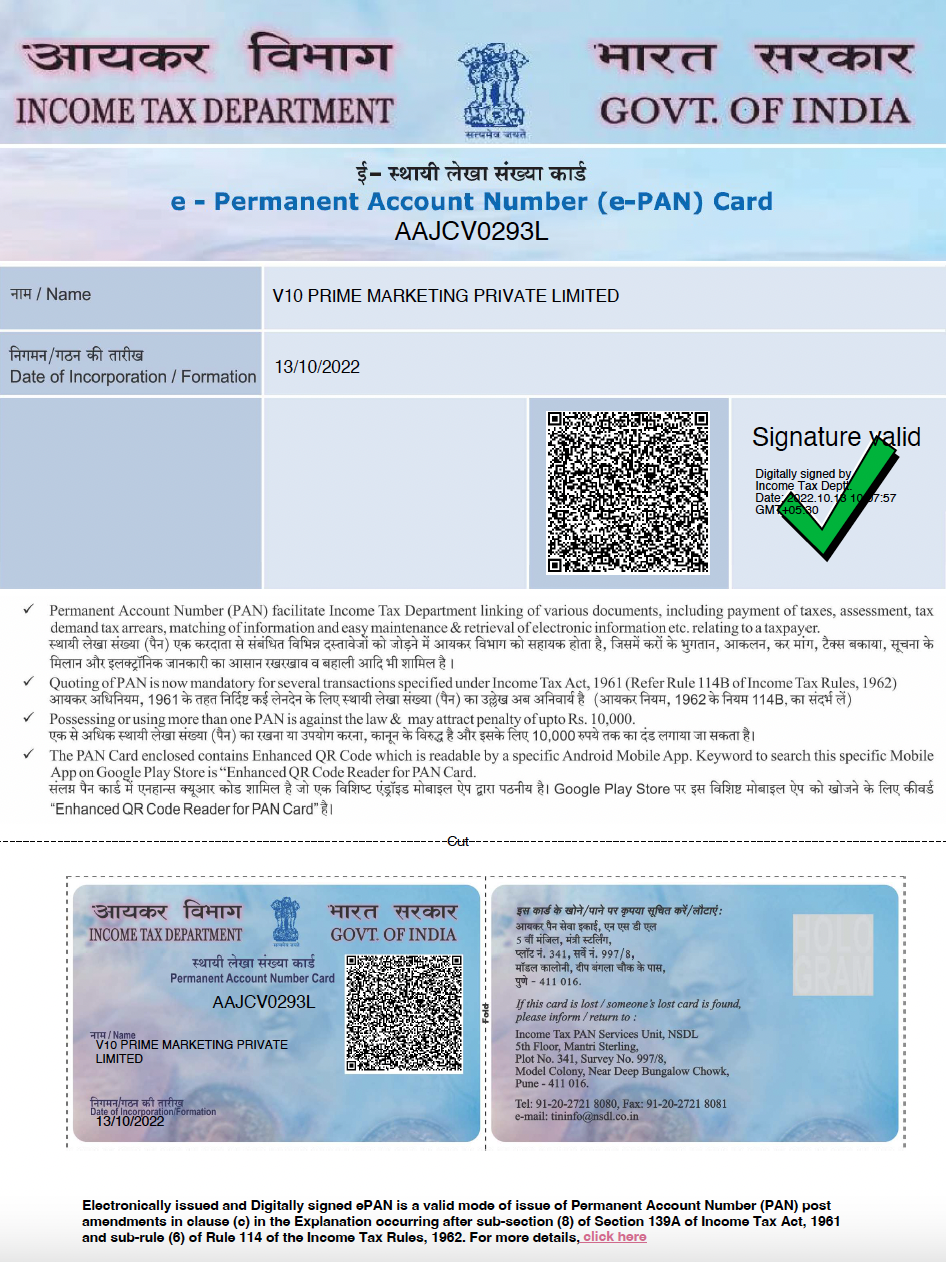 आयकर विभाग
INCOME TAX DEPARTMENT
सत्यमेव जयते
भारत सरकार
GOVT. OF INDIA
ई- स्थायी लेखा संख्या कार्ड
e - Permanent Account Number (e-PAN) Card
AAJCV0293L
नाम / Name
V10 PRIME MARKETING PRIVATE LIMITED
निगमन/गठन की तारीख
Date of Incorporation / Formation
13/10/2022
Signature valid
Digitally signed by
Income Tax Deptt.
Date: 2022.10.13
GMT+05:30
✓ Permanent Account Number (PAN) facilitate Income Tax Department linking of various documents, including payment of taxes, assessment, tax
demand tax arrears, matching of information and easy maintenance & retrieval of electronic information etc. relating to a taxpayer.
स्थायी लेखा संख्या (पैन) एक करदाता से संबंधित विभिन्न दस्तावेजों को जोड़ने में आयकर विभाग को सहायक होता है, जिसमें करों के भुगतान, आकलन, कर मांग, टैक्स बकाया, सूचना के
मिलान और इलक्ट्रॉनिक जानकारी का आसान रखरखाव व बहाली आदि भी शामिल है ।
✓ Quoting of PAN is now mandatory for several transactions specified under Income Tax Act, 1961 (Refer Rule 114B of Income Tax Rules, 1962)
आयकर अधिनियम, 1961 के तहत निर्दिष्ट कई लेनदेन के लिए स्थायी लेखा संख्या (पैन) का उल्लेख अब अनिवार्य है (आयकर नियम, 1962 के नियम 114B, का संदर्भ लें)
✓ Possessing or using more than one PAN is against the law & may attract penalty of upto Rs. 10,000.
एक से अधिक स्थायी लेखा संख्या (पैन) का रखना या उपयोग करना, कानून के विरुद्ध है और इसके लिए 10,000 रुपये तक का दंड लगाया जा सकता है।
✓ The PAN Card enclosed contains Enhanced QR Code which is readable by a specific Android Mobile App. Keyword to search this specific Mobile
App on Google Play Store is “Enhanced QR Code Reader for PAN Card.
संलग्न पैन कार्ड में एनहान्स क्यूआर कोड शामिल है जो एक विशिष्ट एंड्रॉइड मोबाइल ऐप द्वारा पठनीय है। Google Play Store पर इस विशिष्ट मोबाइल ऐप को खोजने के लिए कीवर्ड
“Enhanced QR Code Reader for PAN Card” है।
Cut
आयकर विभाग
INCOME TAX DEPARTMENT
भारत सरकार
GOVT. OF INDIA
स्थायी लेखा संख्या कार्ड
Permanent Account Number Card
AAJCV0293L
नाम / Name
V10 PRIME MARKETING PRIVATE
LIMITED
निगमन/गठन की तारीख
Date of Incorporation/Formation
13/10/2022
Fold
इस कार्ड के खोने/पाने पर कृपया सूचित करें/लौटाएं:
आयकर पैन सेवा इकाई, एन एस डी एल
5 वीं मंजिल, मंत्री स्टर्लिंग,
प्लॉट नं. 341, सर्वे नं. 997/8,
मॉडल कालोनी, दीप बंगला चौक के पास,
पुणे - 411 016.
If this card is lost / someone's lost card is found,
please inform / return to :
Income Tax PAN Services Unit, NSDL
5th Floor, Mantri Sterling,
Plot No. 341, Survey No. 997/8,
Model Colony, Near Deep Bungalow Chowk,
Pune - 411 016.
Tel: 91-20-2721 8080, Fax: 91-20-2721 8081
e-mail: tininfo@nsdl.co.in
Electronically issued and Digitally signed ePAN is a valid mode of issue of Permanent Account Number (PAN) post
amendments in clause (c) in the Explanation occurring after sub-section (8) of Section 139A of Income Tax Act, 1961
and sub-rule (6) of Rule 114 of the Income Tax Rules, 1962. For more details, click here